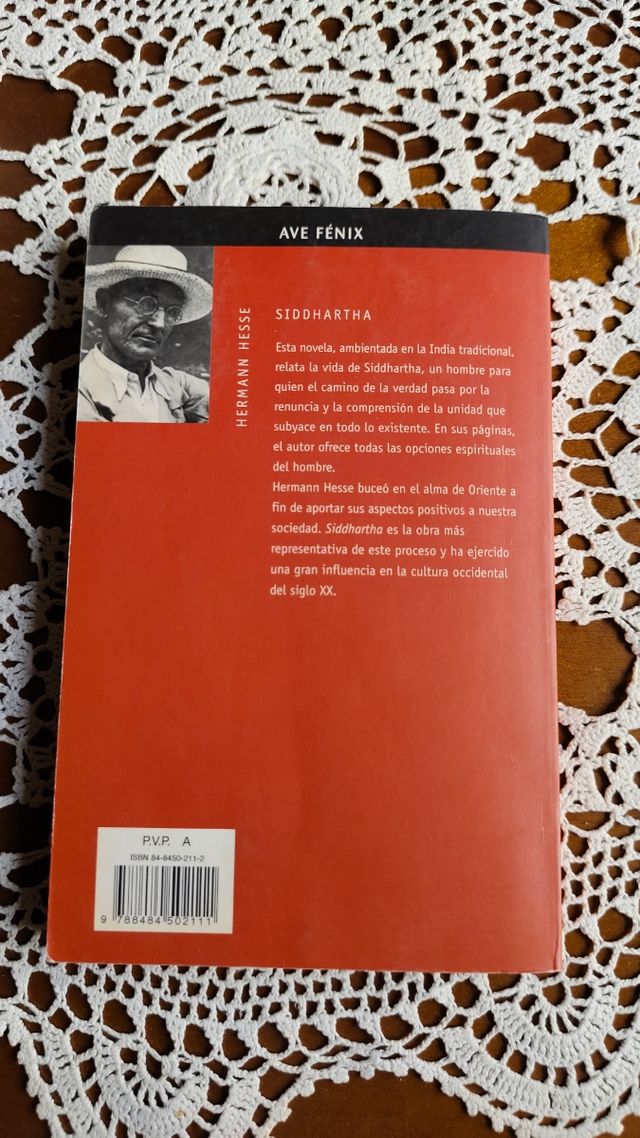 AVE FÉNIX
HERMANN HESSE
SIDDHARTHA
Esta novela, ambientada en la India tradicional,
relata la vida de Siddhartha, un hombre para
quien el camino de la verdad pasa por la
renuncia y la comprensión de la unidad que
subyace en todo lo existente. En sus páginas,
el autor ofrece todas las opciones espirituales
del hombre.
Hermann Hesse buceó en el alma de Oriente a
fin de aportar sus aspectos positivos a nuestra
sociedad. Siddhartha es la obra más
representativa de este proceso y ha ejercido
una gran influencia en la cultura occidental
del siglo XX.
P.V.P. A
ISBN 84-8450-211-2
9 788484 502111